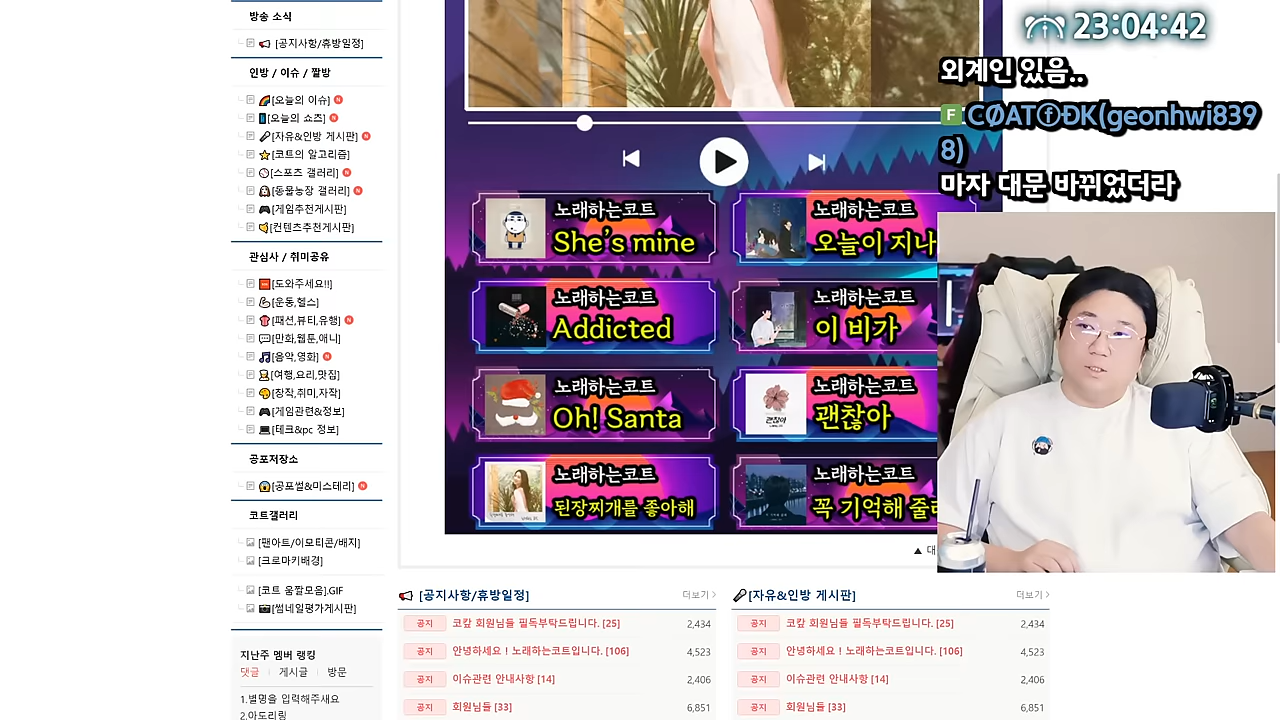 방송 소식
[공지사항/휴방일정]
인방 / 이슈 / 짤방
[오늘의 이슈] N
[오늘의 쇼츠] N
[자유&인방 게시판] N
[코트의 알고리즘]
[스포츠 갤러리] N
[동물농장 갤러리] N
[게임추천게시판]
[컨텐츠추천게시판]
관심사 / 취미공유
[도와주세요!!]
[운동,헬스]
[패션,뷰티,유행] N
[만화,웹툰,애니]
[음악,영화] N
[여행,요리,맛집]
[창작,취미,자작]
[게임관련&정보]
[테크&pc 정보]
공포저장소
[공포썰&미스테리] N
코트갤러리
[팬아트/이모티콘/배지]
[크로마키배경]
[코트 움짤모음].GIF
[썸네일평가게시판]
지난주 멤버 랭킹
댓글 게시글 방문
1.별명을 입력해주세요
2.아도리링
노래하는코트
She's mine
노래하는코트
오늘이 지나
노래하는코트
Addicted
노래하는코트
이 비가
노래하는코트
Oh! Santa
노래하는코트
괜찮아
노래하는코트
된장찌개를 좋아해
노래하는코트
꼭 기억해 줄
▲ 대
[공지사항/휴방일정] 더보기 >
공지 코캎 회원님들 필득부탁드립니다. [25] 2,434
공지 안녕하세요 ! 노래하는코트입니다. [106] 4,523
공지 이슈관련 안내사항 [14] 2,406
공지 회원님들 [33] 6,851
[자유&인방 게시판] 더보기 >
공지 코캎 회원님들 필득부탁드립니다. [25] 2,434
공지 안녕하세요 ! 노래하는코트입니다. [106] 4,523
공지 이슈관련 안내사항 [14] 2,406
공지 회원님들 [33] 6,851
23:04:42
외계인 있음..
F CØATⓕĐK(geonhwi839
8)
마자 대문 바뀌었더라